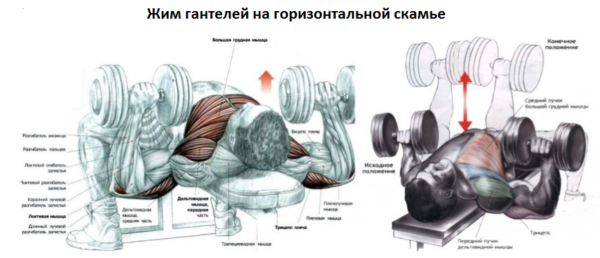 Жим гантелей на горизонтальной скамье
Большая грудная мышца
Разгибатель мизинца
Разгибатель пальцев
Локтевой сгибатель
запястья
запястья
Короткий лучевой
разгибатель
запястья
Локтевая мышца
Длинный лучевой
разгибатель
запястья
Дельтовидная
мышца,
средняя часть
Дельтовидная
мышца,
передняя
часть
Трапециевидная мышца
Бицепс плеча
Плечелучевая
мышца
Плечевая мышца
Трицепс плеча
Конечное
положение
Средний пучок
большой грудной мышцы
Исходное
положение
Трицепс
Передний пучок
дельтовидной мышцы